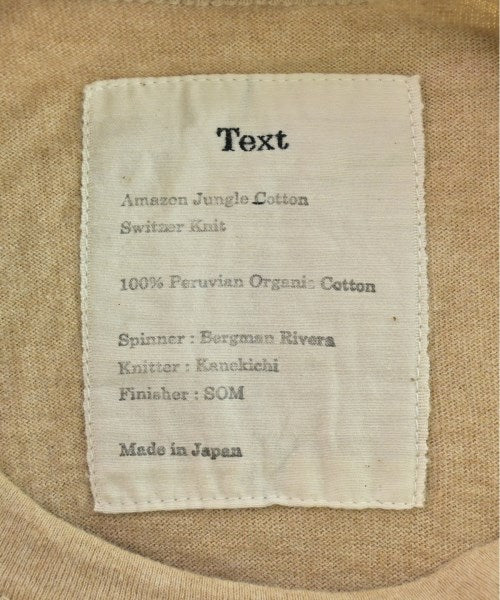 Text
Amazon Jungle Cotton
Switzer Knit
100% Peruvian Organic Cotton
Spinner : Bergman Rivera
Knitter : Kanekichi
Finisher : SOM
Made in Japan